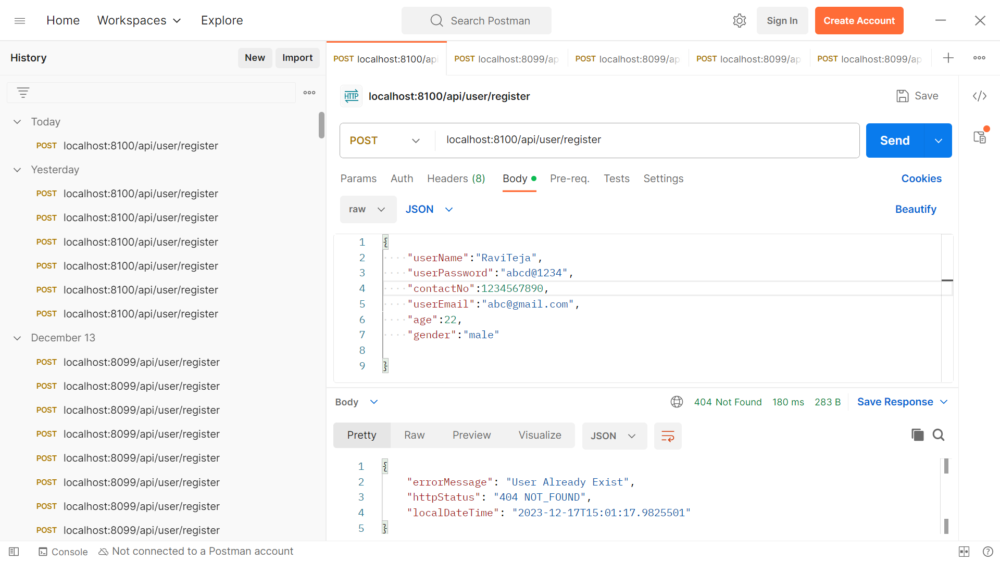 Home Workspaces Explore Search Postman Sign In Create Account
History New Import
POST localhost:8100/api POST localhost:8099/ap POST localhost:8099/ap POST localhost:8099/ap POST localhost:8099/ap
HTTP localhost:8100/api/user/register Save
Today
POST localhost:8100/api/user/register
Yesterday
POST localhost:8100/api/user/register
POST localhost:8100/api/user/register
POST localhost:8100/api/user/register
POST localhost:8100/api/user/register
POST localhost:8100/api/user/register
POST localhost:8100/api/user/register
December 13
POST localhost:8099/api/user/register
POST localhost:8099/api/user/register
POST localhost:8099/api/user/register
POST localhost:8099/api/user/register
POST localhost:8099/api/user/register
POST localhost:8099/api/user/register
POST localhost:8099/api/user/register
POST localhost:8099/api/user/register
POST localhost:8100/api/user/register Send
Params Auth Headers (8) Body Pre-req. Tests Settings Cookies
raw JSON Beautify
1 {
2 "userName":"RaviTeja",
3 "userPassword":"abcd@1234",
4 "contactNo":1234567890,
5 "userEmail":"abc@gmail.com",
6 "age":22,
7 "gender":"male"
8
9 }
Body 404 Not Found 180 ms 283 B Save Response
Pretty Raw Preview Visualize JSON
1 {
2 "errorMessage": "User Already Exist",
3 "httpStatus": "404 NOT_FOUND",
4 "localDateTime": "2023-12-17T15:01:17.9825501"
5 }
Console Not connected to a Postman account